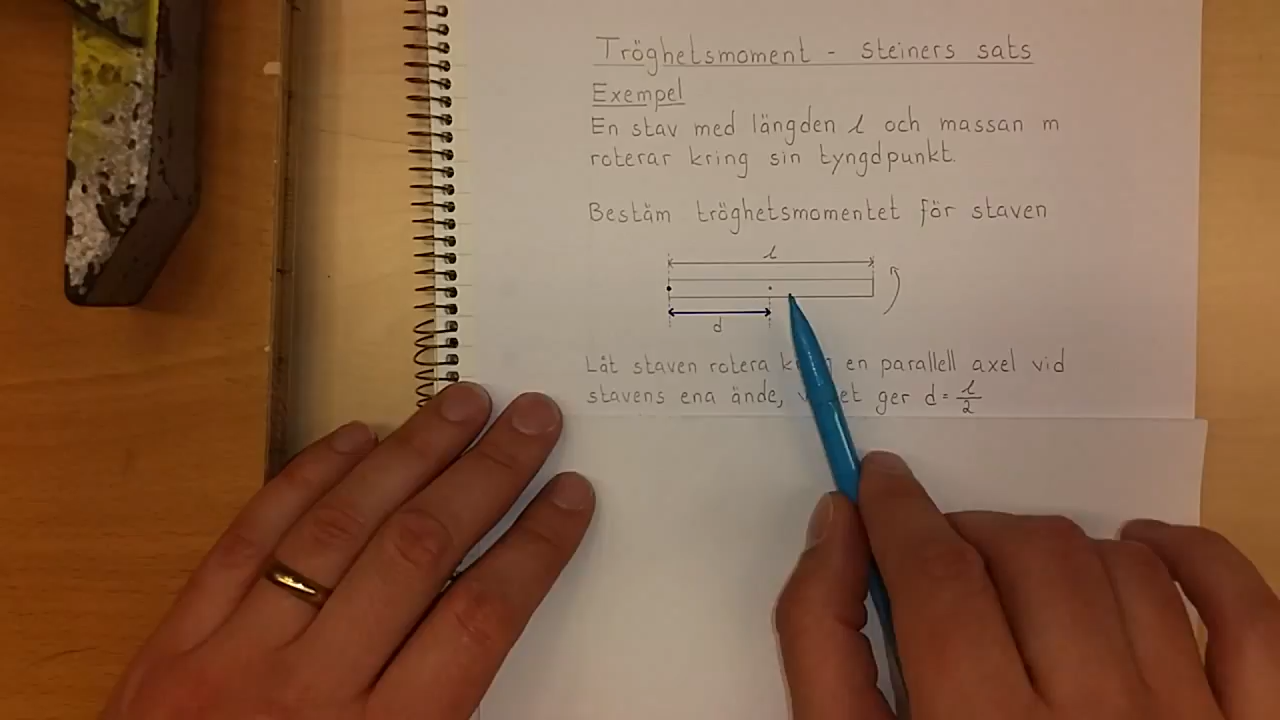 Tröghetsmoment - Steiners sats
Exempel
En stav med längden l och massan m
roterar kring sin tyngdpunkt.
Bestäm tröghetsmomentet för staven
l
d
Låt staven rotera en parallell axel vid
stavens ena ände, ger d = l/2